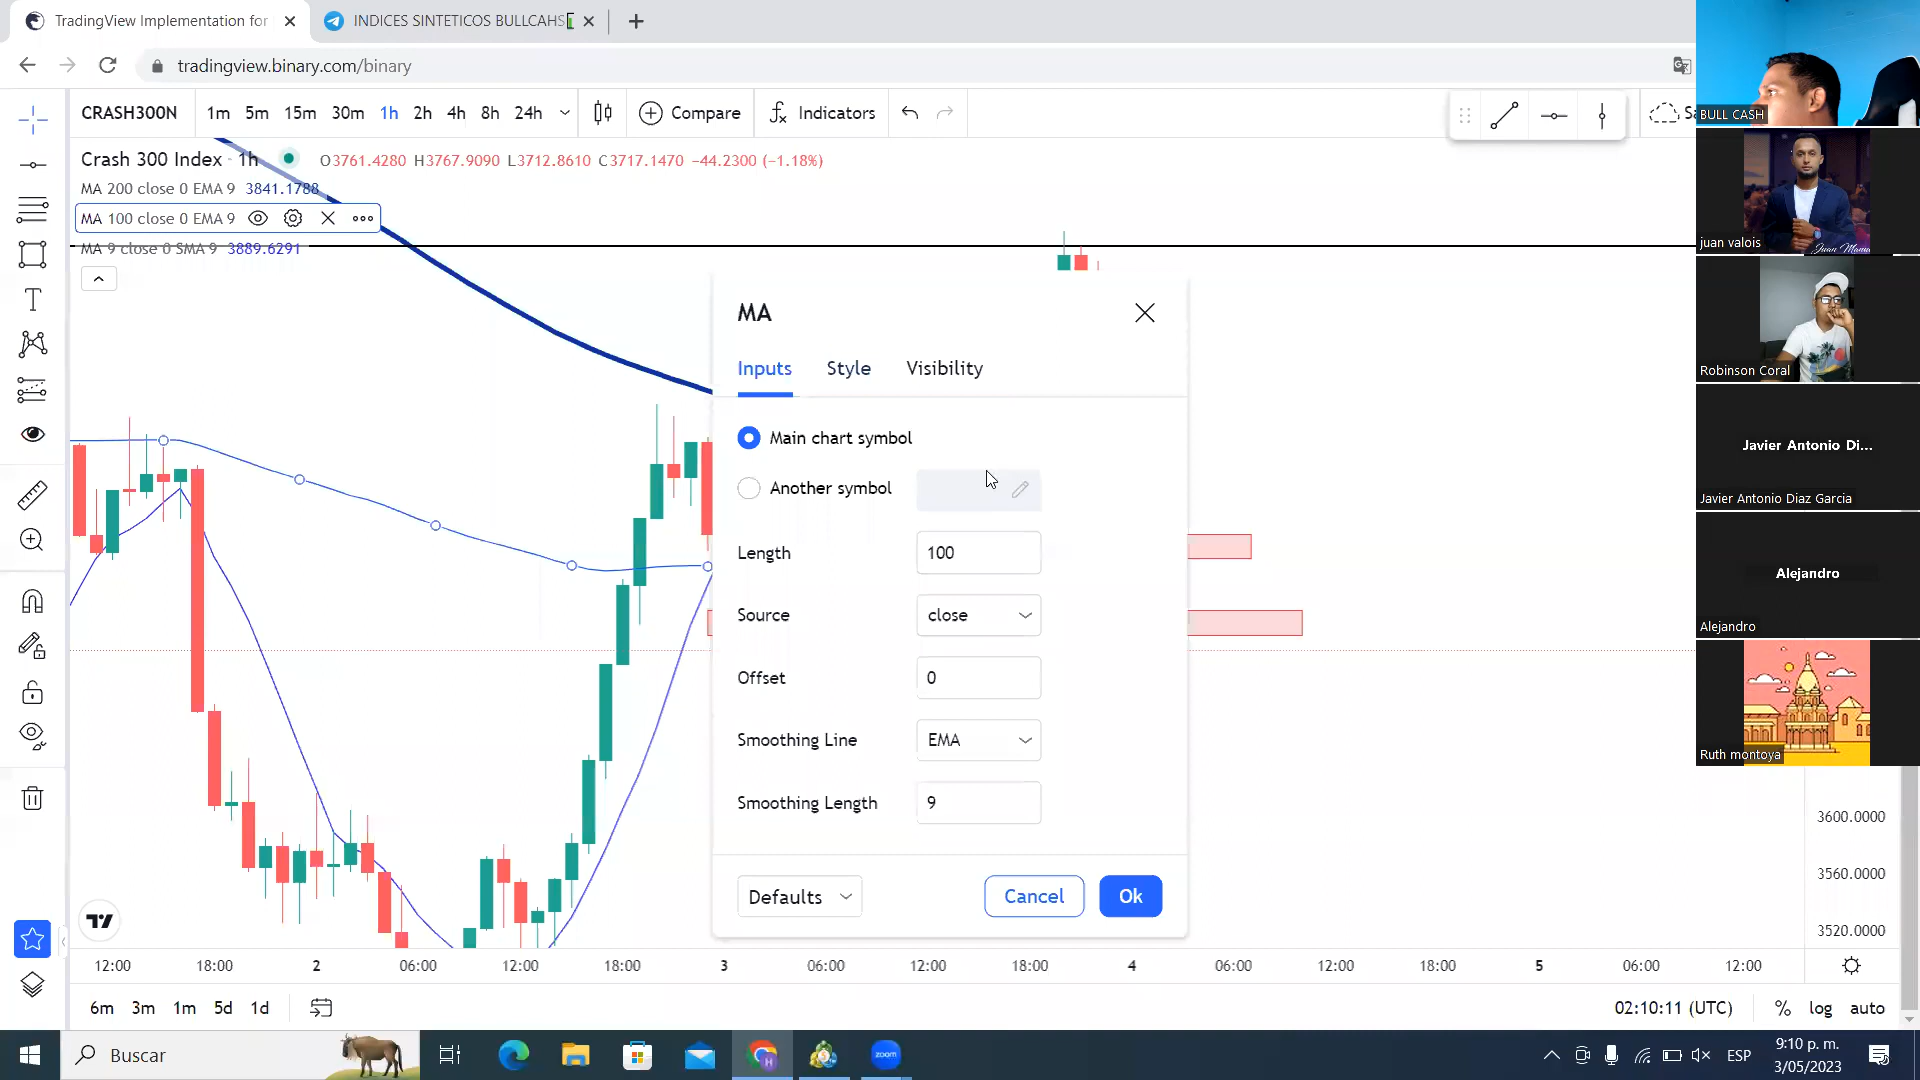 TradingView Implementation for
INDICES SINTETICOS BULLCAHS
tradingview.binary.com/binary
CRASH300N
1m 5m 15m 30m 1h 2h 4h 8h 24h
Compare
Indicators
Crash 300 Index · 1h
O3761.4280 H3767.9090 L3712.8610 C3717.1470 −44.2300 (−1.18%)
MA 200 close 0 EMA 9 3841.1788
MA 100 close 0 EMA 9
MA 9 close 0 SMA 9 3889.6291
MA
Inputs Style Visibility
Main chart symbol
Another symbol
Length 100
Source close
Offset 0
Smoothing Line EMA
Smoothing Length 9
Defaults
Cancel
Ok
3600.0000
3560.0000
3520.0000
12:00 18:00 2 06:00 12:00 18:00 3 06:00 12:00 18:00 4 06:00 12:00 18:00 5 06:00 12:00
6m 3m 1m 5d 1d
02:10:11 (UTC) % log auto
BULL CASH
juan valois
Robinson Coral
Javier Antonio Di...
Javier Antonio Diaz Garcia
Alejandro
Alejandro
Ruth montoya
Buscar
zoom
ESP
9:10 p. m.
3/05/2023